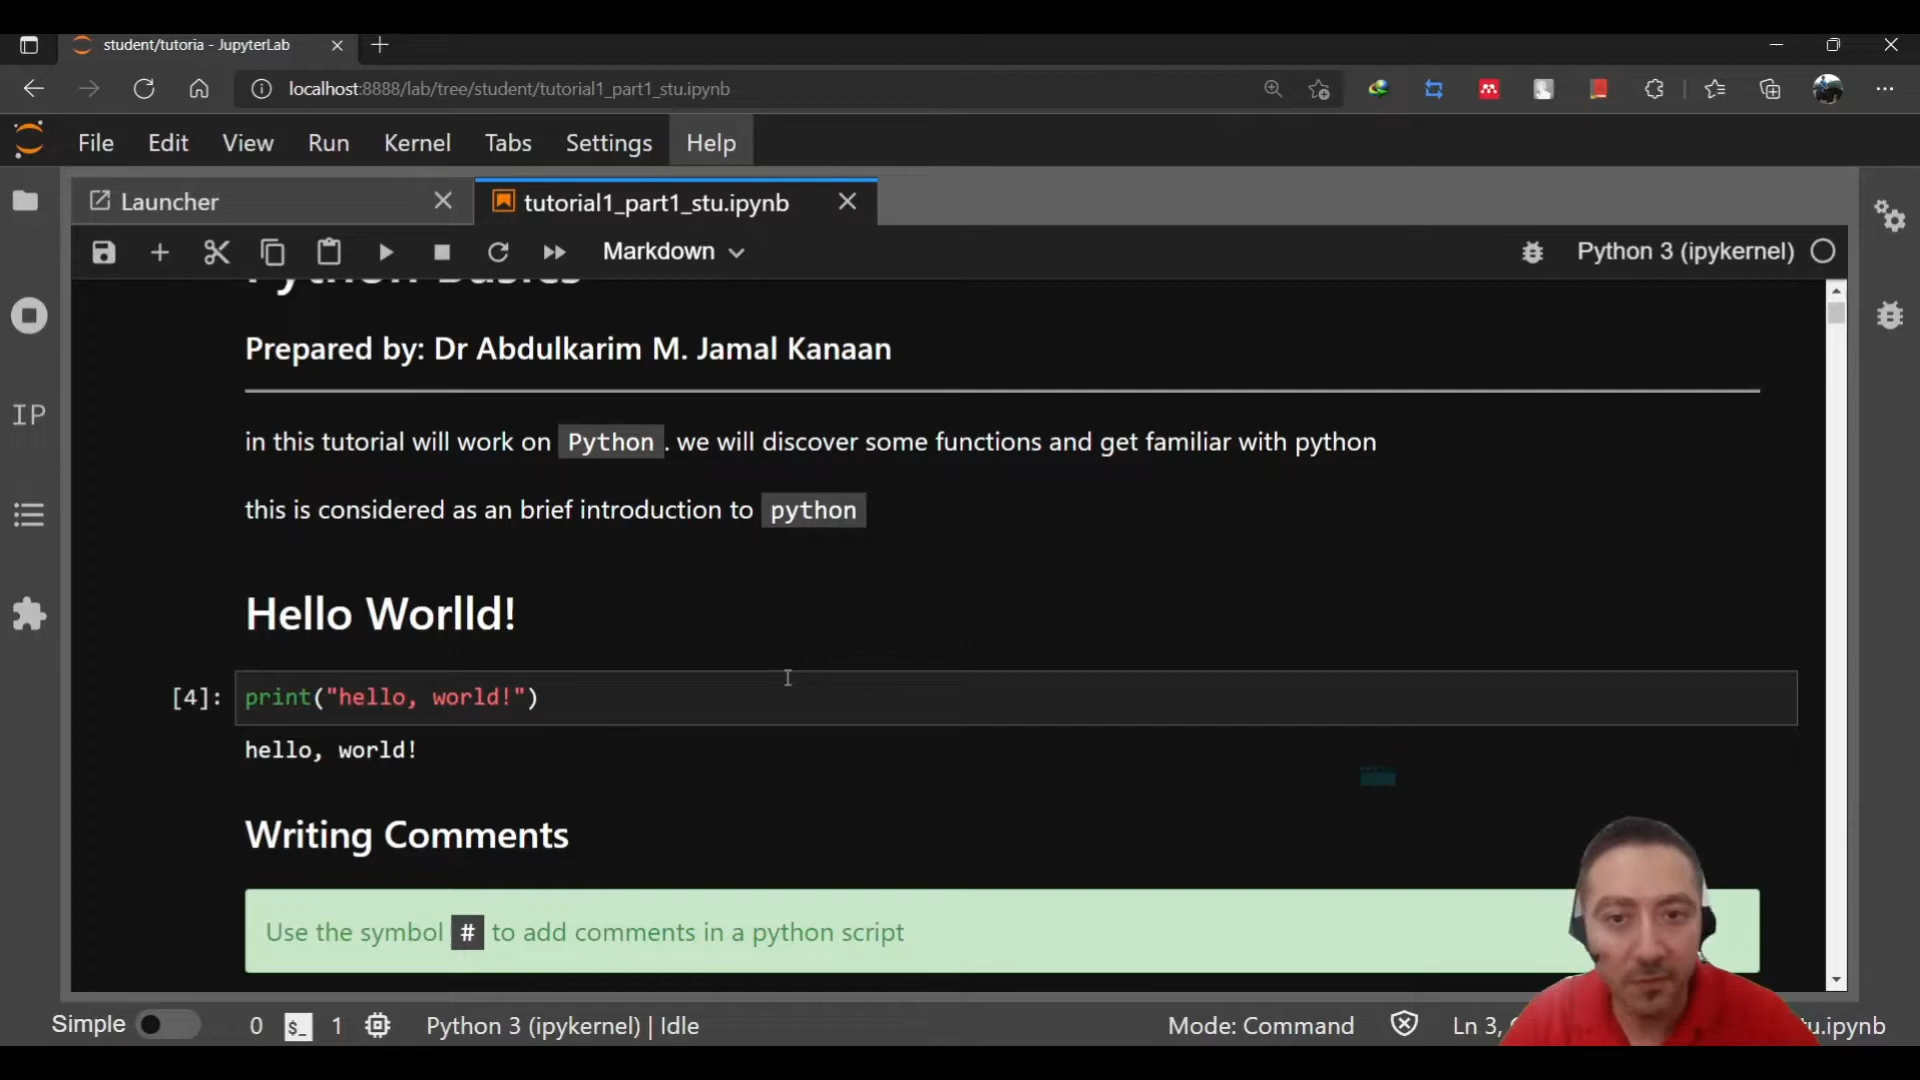 student/tutoria - JupyterLab
localhost:8888/lab/tree/student/tutorial1_part1_stu.ipynb
File Edit View Run Kernel Tabs Settings Help
Launcher
tutorial1_part1_stu.ipynb
Markdown
Python 3 (ipykernel)
Python Basics
Prepared by: Dr Abdulkarim M. Jamal Kanaan
in this tutorial will work on Python. we will discover some functions and get familiar with python
this is considered as an brief introduction to python
Hello Worlld!
[4]: print("hello, world!")
hello, world!
Writing Comments
Use the symbol # to add comments in a python script
IP
Simple 0 $_ 1 Python 3 (ipykernel) | Idle Mode: Command Ln 3, u.ipynb